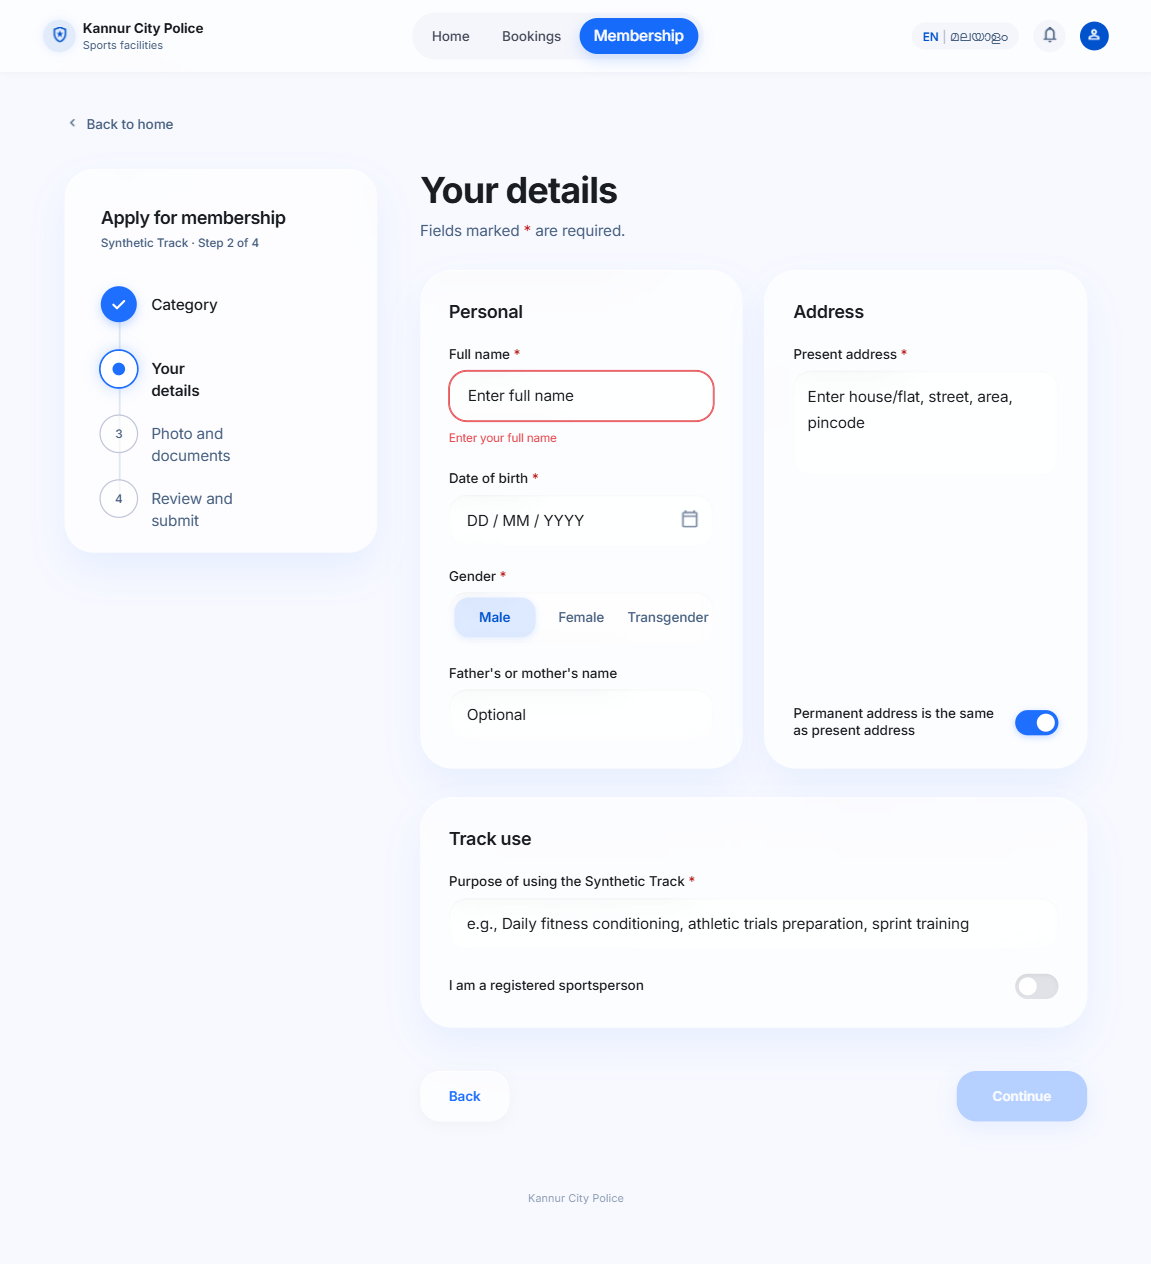 Kannur City Police
Sports facilities
Home
Bookings
Membership
EN | മലയാളം
Back to home
Apply for membership
Synthetic Track · Step 2 of 4
Category
Your
details
3
Photo and
documents
4
Review and
submit
Your details
Fields marked * are required.
Personal
Full name *
Enter full name
Enter your full name
Date of birth *
DD / MM / YYYY
Gender *
Male
Female
Transgender
Father's or mother's name
Optional
Address
Present address *
Enter house/flat, street, area,
pincode
Permanent address is the same
as present address
Track use
Purpose of using the Synthetic Track *
e.g., Daily fitness conditioning, athletic trials preparation, sprint training
I am a registered sportsperson
Back
Continue
Kannur City Police